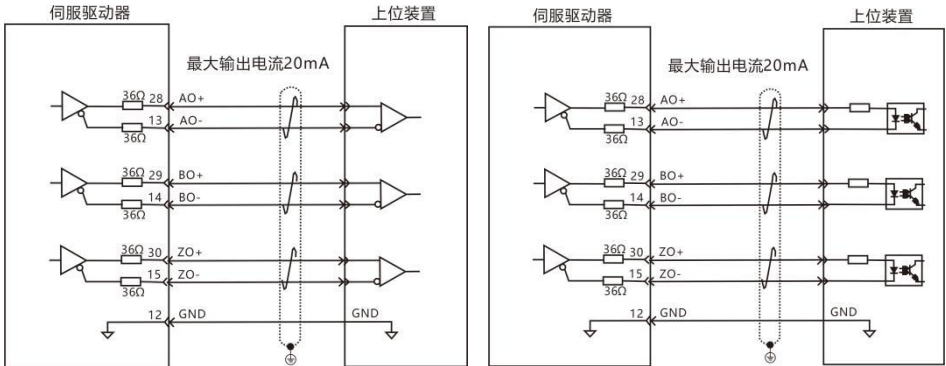 伺服驱动器
上位装置
最大输出电流20mA
36Ω 28 AO+
13 AO-
36Ω
36Ω 29 BO+
14 BO-
36Ω
36Ω 30 ZO+
15 ZO-
36Ω
12 GND GND
伺服驱动器
上位装置
最大输出电流20mA
36Ω 28 AO+
13 AO-
36Ω
36Ω 29 BO+
14 BO-
36Ω
36Ω 30 ZO+
15 ZO-
36Ω
12 GND GND